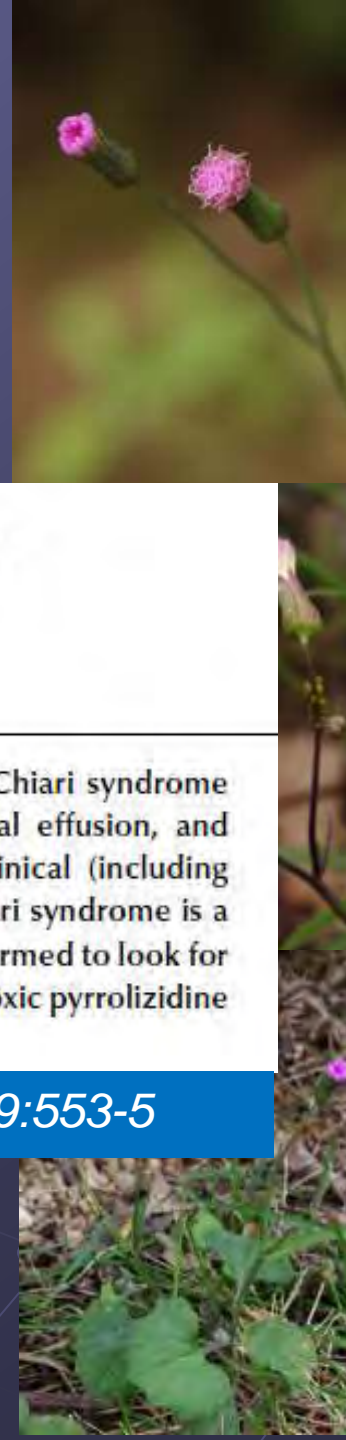 Chiari syndrome
al effusion, and
inical (including
ri syndrome is a
rmed to look for
oxic pyrrolizidine
9:553-5